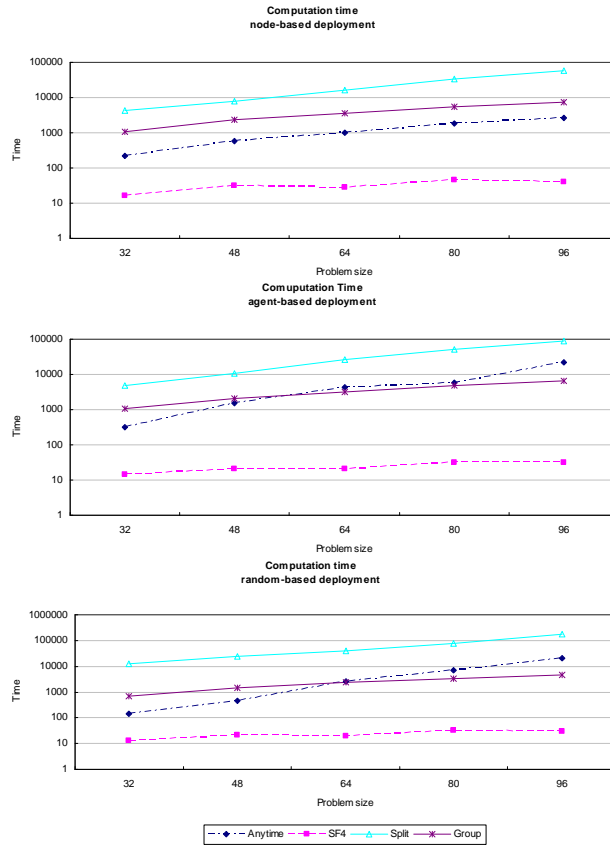 Computation time
node-based deployment
100000
10000
1000
100
10
1
Time
32 48 64 80 96
Problem size
Comuputation Time
agent-based deployment
100000
10000
1000
100
10
1
Time
32 48 64 80 96
Problem size
Computation time
random-based deployment
1000000
100000
10000
1000
100
10
1
Time
32 48 64 80 96
Problem size
Anytime SF4 Split Group